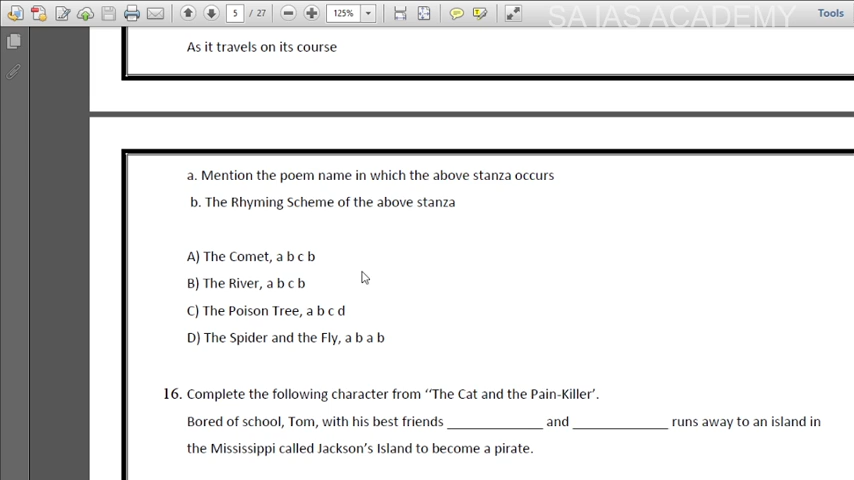 5 / 27
125%
SA IAS ACADEMY
Tools
As it travels on its course
a. Mention the poem name in which the above stanza occurs
b. The Rhyming Scheme of the above stanza
A) The Comet, a b c b
B) The River, a b c b
C) The Poison Tree, a b c d
D) The Spider and the Fly, a b a b
16. Complete the following character from ‘‘The Cat and the Pain-Killer’.
Bored of school, Tom, with his best friends _____________ and _____________ runs away to an island in
the Mississippi called Jackson’s Island to become a pirate.